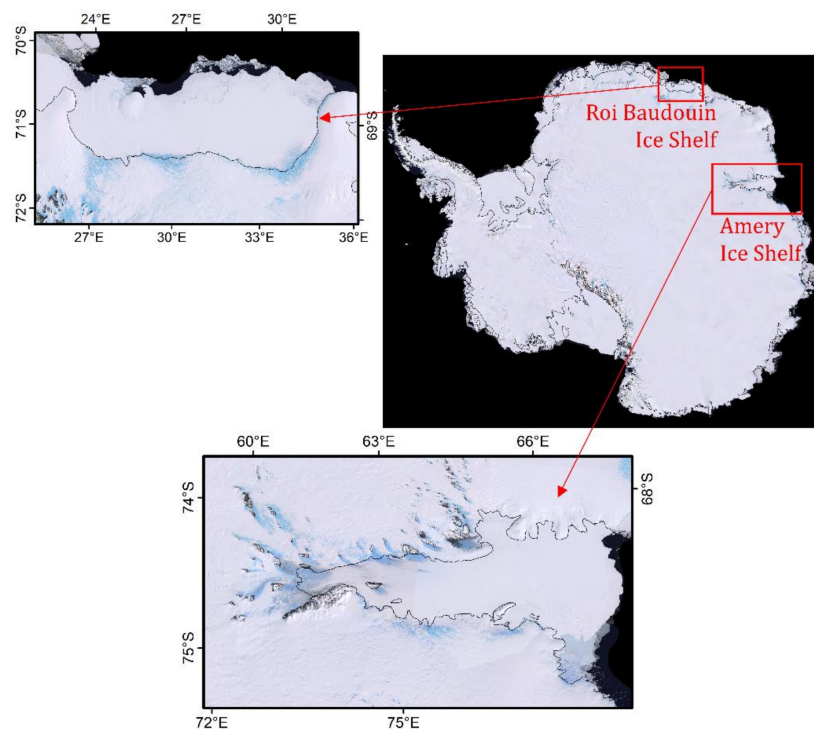 24°E 27°E 30°E
70°S
71°S
69°S
72°S
27°E 30°E 33°E 36°E
Roi Baudouin
Ice Shelf
Amery
Ice Shelf
60°E 63°E 66°E
74°S
68°S
75°S
72°E 75°E